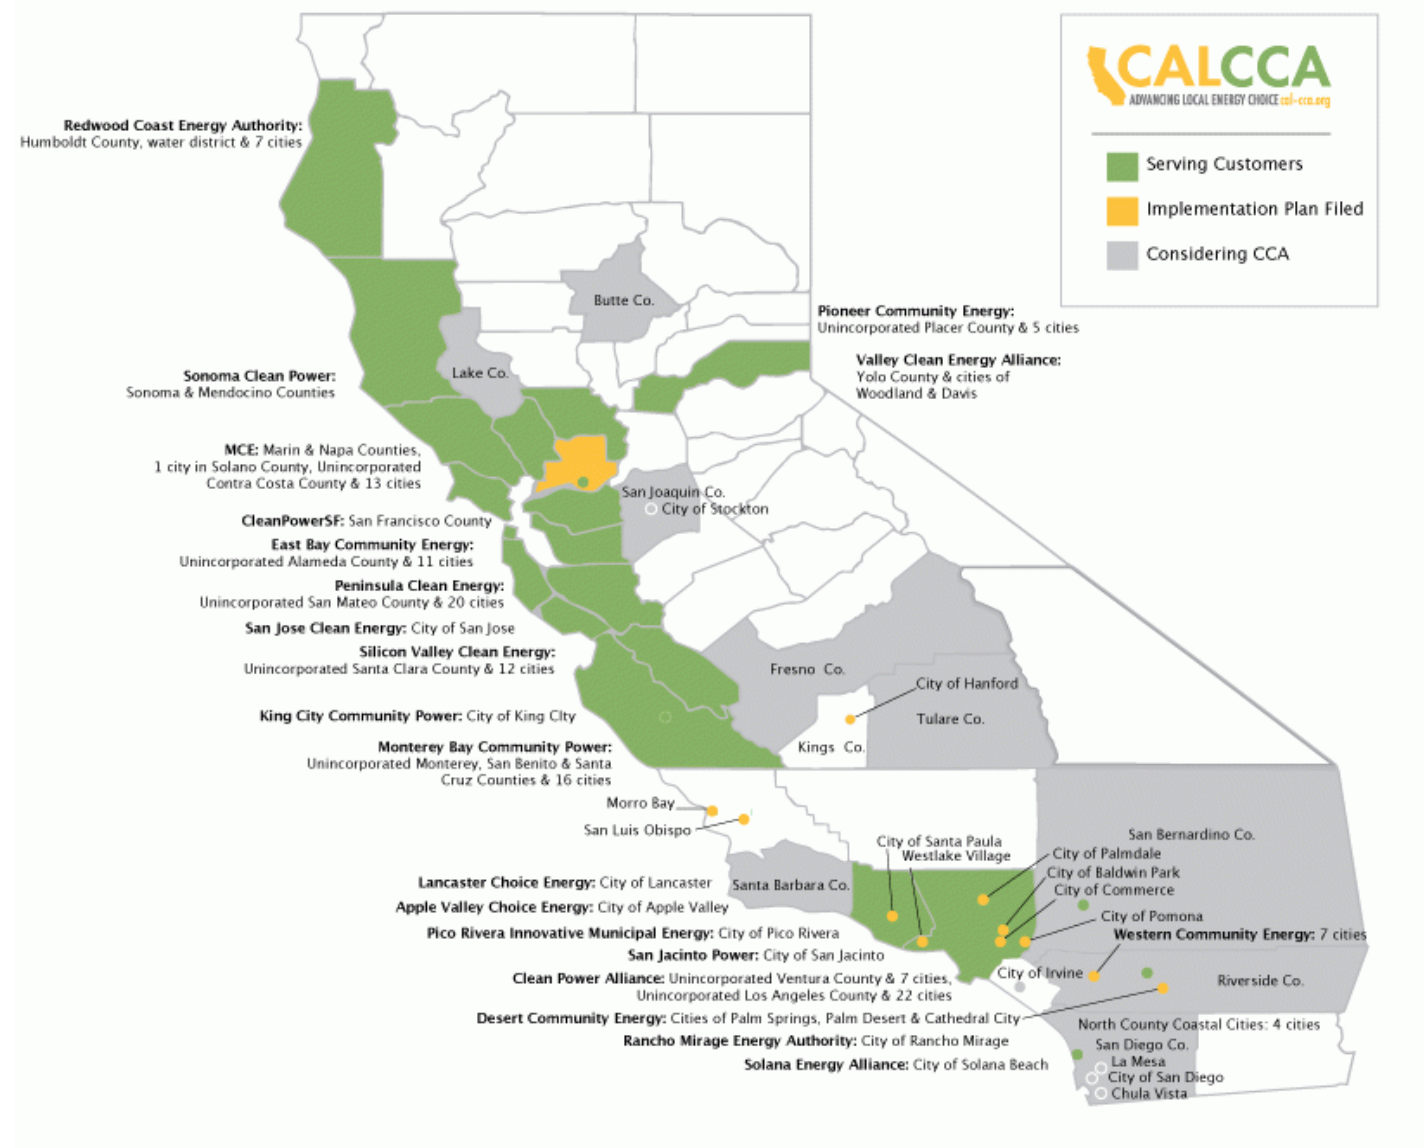 CALCCA
ADVANCING LOCAL ENERGY CHOICE cal-cca.org
Serving Customers
Implementation Plan Filed
Considering CCA
Redwood Coast Energy Authority:
Humboldt County, water district & 7 cities
Butte Co.
Pioneer Community Energy:
Unincorporated Placer County & 5 cities
Valley Clean Energy Alliance:
Yolo County & cities of
Woodland & Davis
Lake Co.
Sonoma Clean Power:
Sonoma & Mendocino Counties
MCE: Marin & Napa Counties,
1 city in Solano County, Unincorporated
Contra Costa County & 13 cities
San Joaquin Co.
City of Stockton
CleanPowerSF: San Francisco County
East Bay Community Energy:
Unincorporated Alameda County & 11 cities
Peninsula Clean Energy:
Unincorporated San Mateo County & 20 cities
San Jose Clean Energy: City of San Jose
Silicon Valley Clean Energy:
Unincorporated Santa Clara County & 12 cities
Fresno Co.
City of Hanford
Tulare Co.
Kings Co.
King City Community Power: City of King CIty
Monterey Bay Community Power:
Unincorporated Monterey, San Benito & Santa
Cruz Counties & 16 cities
Morro Bay
San Luis Obispo
San Bernardino Co.
City of Santa Paula
Westlake Village
City of Palmdale
City of Baldwin Park
City of Commerce
City of Pomona
Western Community Energy: 7 cities
Santa Barbara Co.
Lancaster Choice Energy: City of Lancaster
Apple Valley Choice Energy: City of Apple Valley
Pico Rivera Innovative Municipal Energy: City of Pico Rivera
San Jacinto Power: City of San Jacinto
City of Irvine
Riverside Co.
Clean Power Alliance: Unincorporated Ventura County & 7 cities,
Unincorporated Los Angeles County & 22 cities
Desert Community Energy: Cities of Palm Springs, Palm Desert & Cathedral City
Rancho Mirage Energy Authority: City of Rancho Mirage
Solana Energy Alliance: City of Solana Beach
North County Coastal Cities: 4 cities
San Diego Co.
La Mesa
City of San Diego
Chula Vista